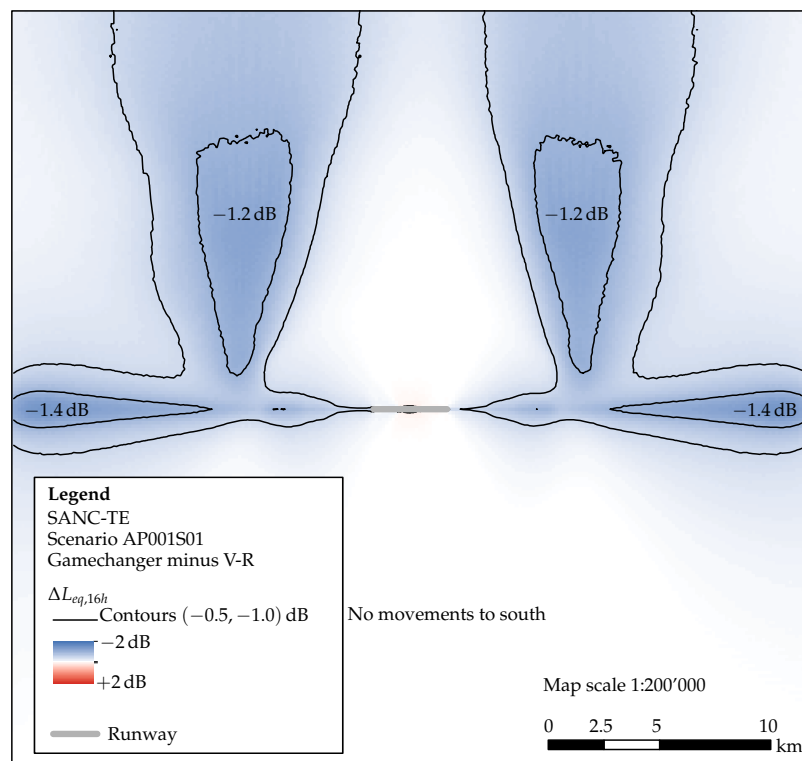 −1.2 dB
−1.2 dB
−1.4 dB
−1.4 dB
Legend
SANC-TE
Scenario AP001S01
Gamechanger minus V-R
ΔLeq,16h
Contours (−0.5, −1.0) dB
−2 dB
+2 dB
Runway
No movements to south
Map scale 1:200'000
0 2.5 5 10
km